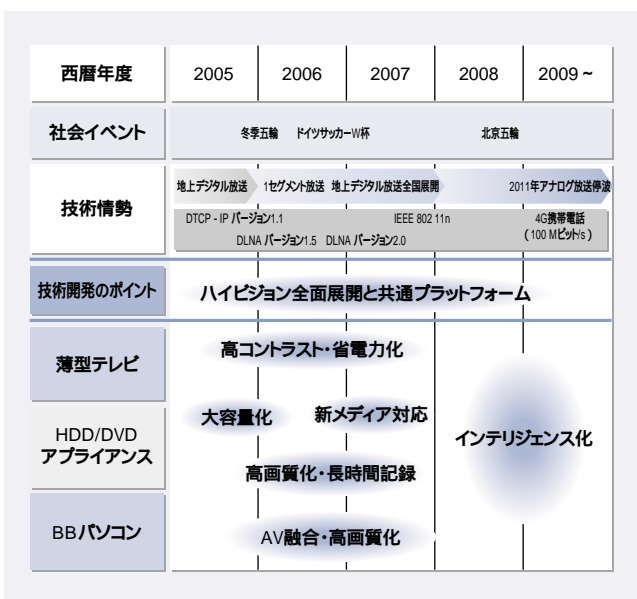 西暦年度 2005 2006 2007 2008 2009~
社会イベント 冬季五輪 ドイツサッカーW杯 北京五輪
技術情勢
地上デジタル放送 1セグメント放送 地上デジタル放送全国展開 2011年アナログ放送停波
DTCP - IP バージョン1.1 IEEE 802 11n 4G携帯電話
DLNA バージョン1.5 DLNA バージョン2.0 (100 Mビット/s)
技術開発のポイント ハイビジョン全面展開と共通プラットフォーム
薄型テレビ 高コントラスト・省電力化
大容量化 新メディア対応
HDD/DVD
アプライアンス
インテリジェンス化
高画質化・長時間記録
BBパソコン AV融合・高画質化